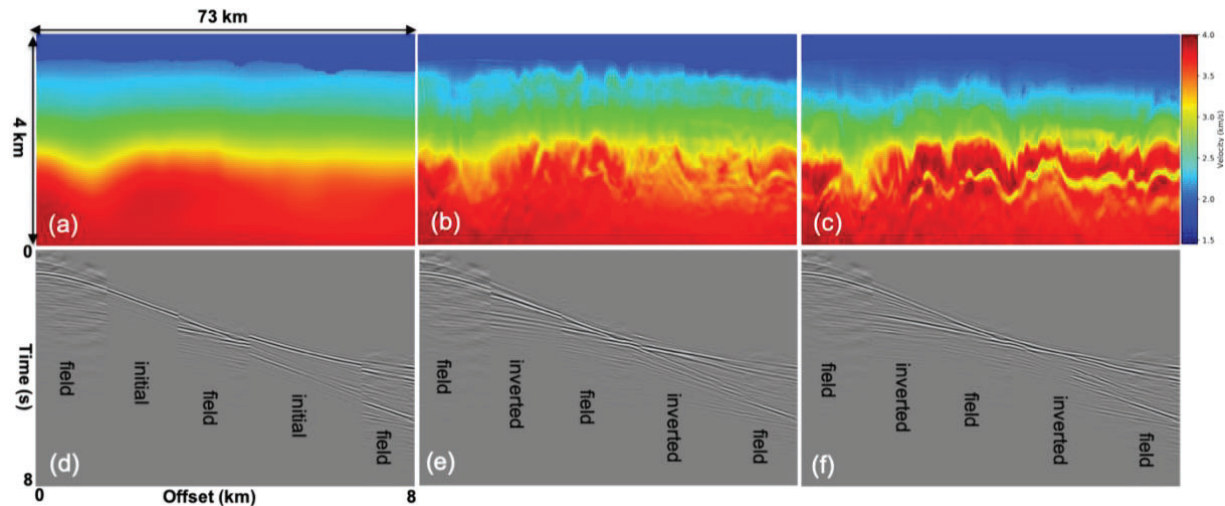 73 km
4 km
(a)
(b)
(c)
4.0
3.5
3.0
2.5
2.0
1.5
Velocity (km/s)
0
Time (s)
8
field
initial
field
initial
field
(d)
field
inverted
field
inverted
field
(e)
field
inverted
field
inverted
field
(f)
0
Offset (km)
8